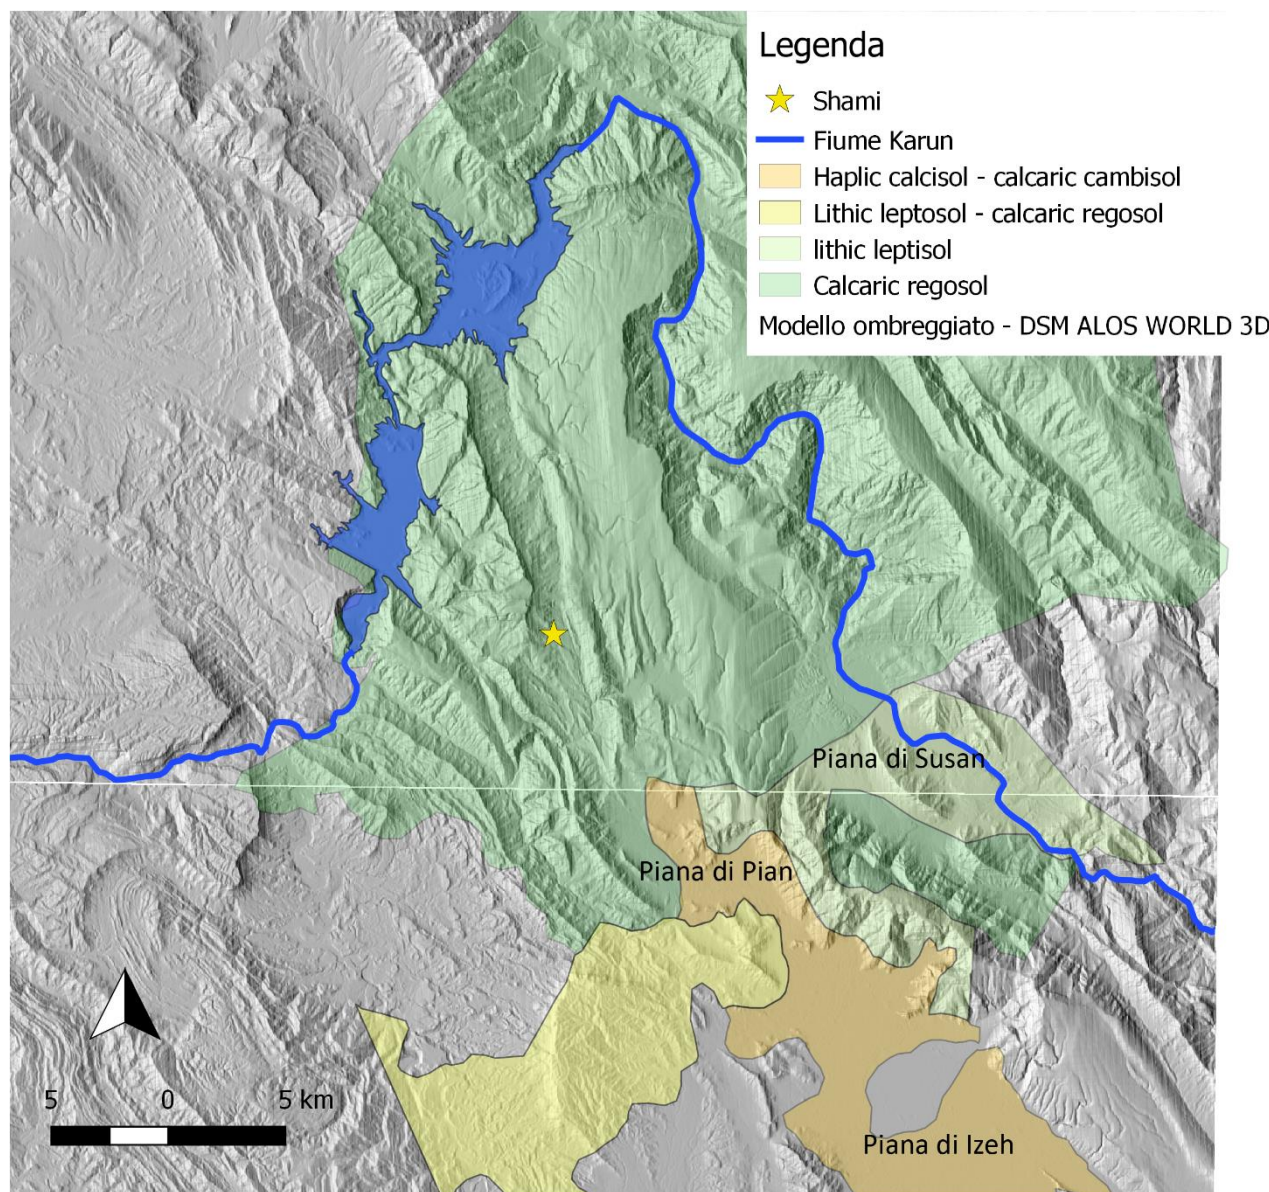 Legenda
Shami
Fiume Karun
Haplic calcisol - calcaric cambisol
Lithic leptosol - calcaric regosol
lithic leptisol
Calcaric regosol
Modello ombreggiato - DSM ALOS WORLD 3D
Piana di Susan
Piana di Pian
5 0 5 km
Piana di Izeh